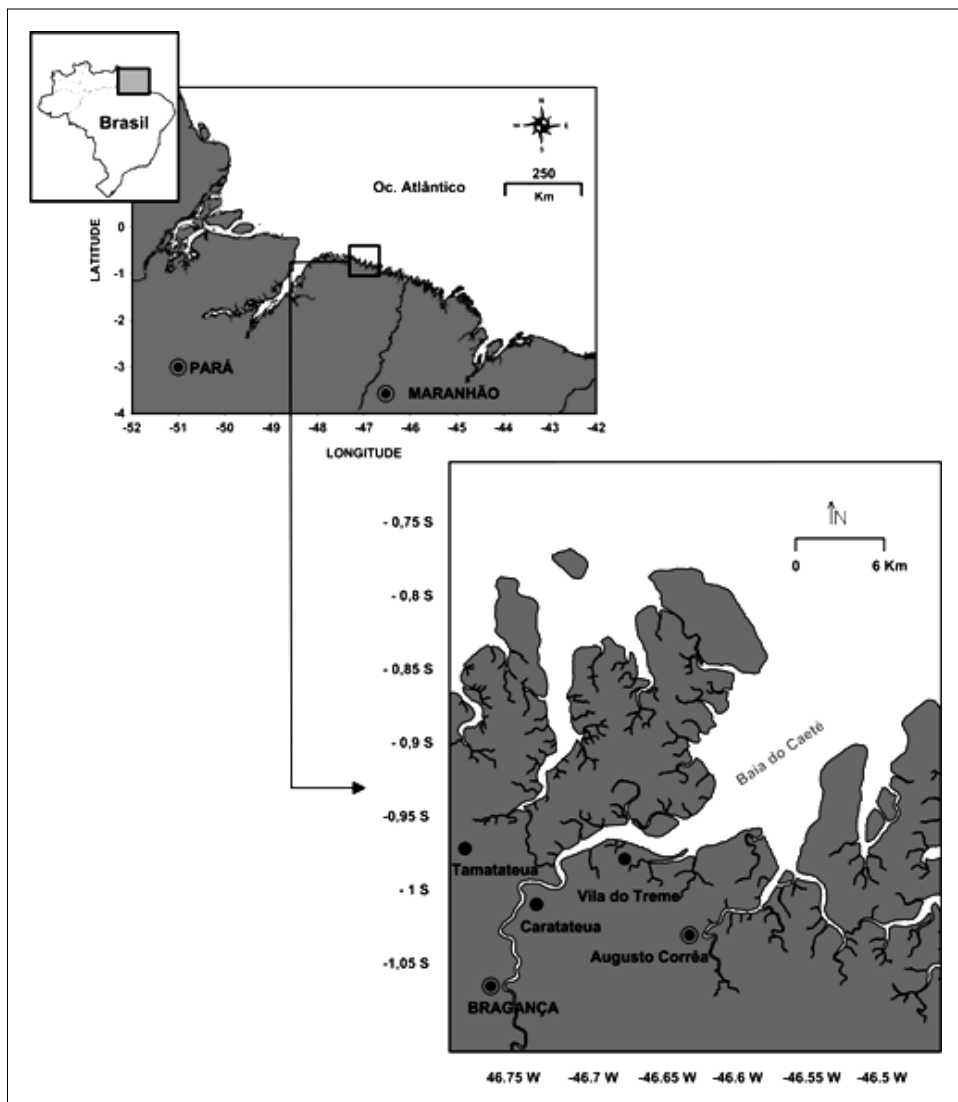 Brasil
N
W E
S
250
Km
Oc. Atlântico
LATITUDE
0
-1
-2
-3
-4
PARÁ
MARANHÃO
-52 -51 -50 -49 -48 -47 -46 -45 -44 -43 -42
LONGITUDE
- 0,75 S
- 0,8 S
- 0,85 S
- 0,9 S
-0,95 S
- 1 S
-1,05 S
N
0 6 Km
Baia do Caeté
Tamatateua
Vila do Treme
Caratateua
Augusto Corrêa
BRAGANÇA
46.75 W -46.7 W -46.65 W -46.6 W -46.55 W -46.5 W